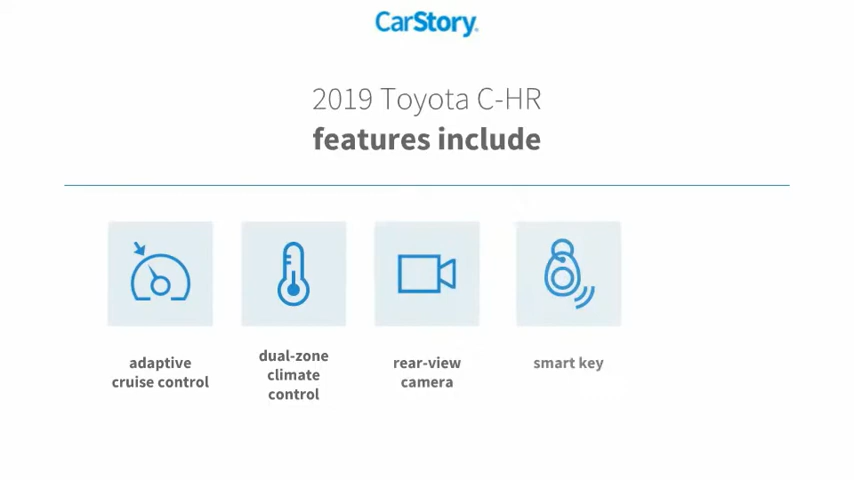 CarStory
2019 Toyota C-HR
features include
adaptive
cruise control
dual-zone
climate
control
rear-view
camera
smart key